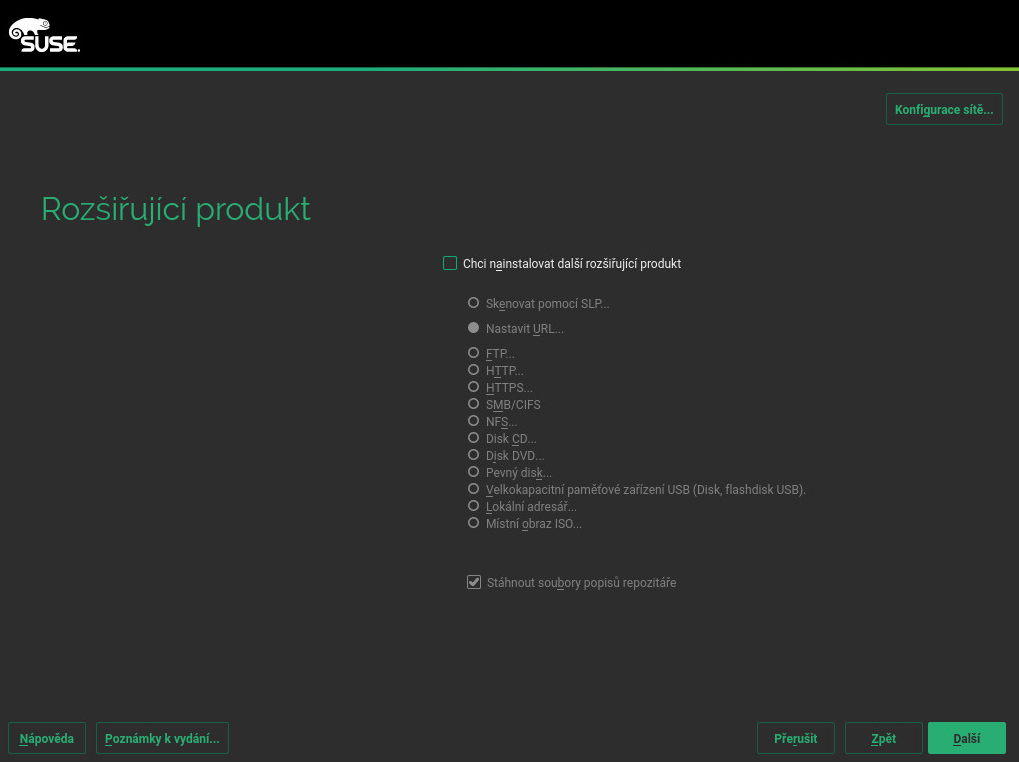 SUSE.
Konfigurace sítě...
Rozšiřující produkt
Chci nainstalovat další rozšiřující produkt
Skenovat pomocí SLP...
Nastavit URL...
FTP...
HTTP...
HTTPS...
SMB/CIFS
NFS...
Disk CD...
Disk DVD...
Pevný disk...
Velkokapacitní paměťové zařízení USB (Disk, flashdisk USB).
Lokální adresář...
Místní obraz ISO...
Stáhnout soubory popisů repozitáře
Nápověda Poznámky k vydání... Přerušit Zpět Další